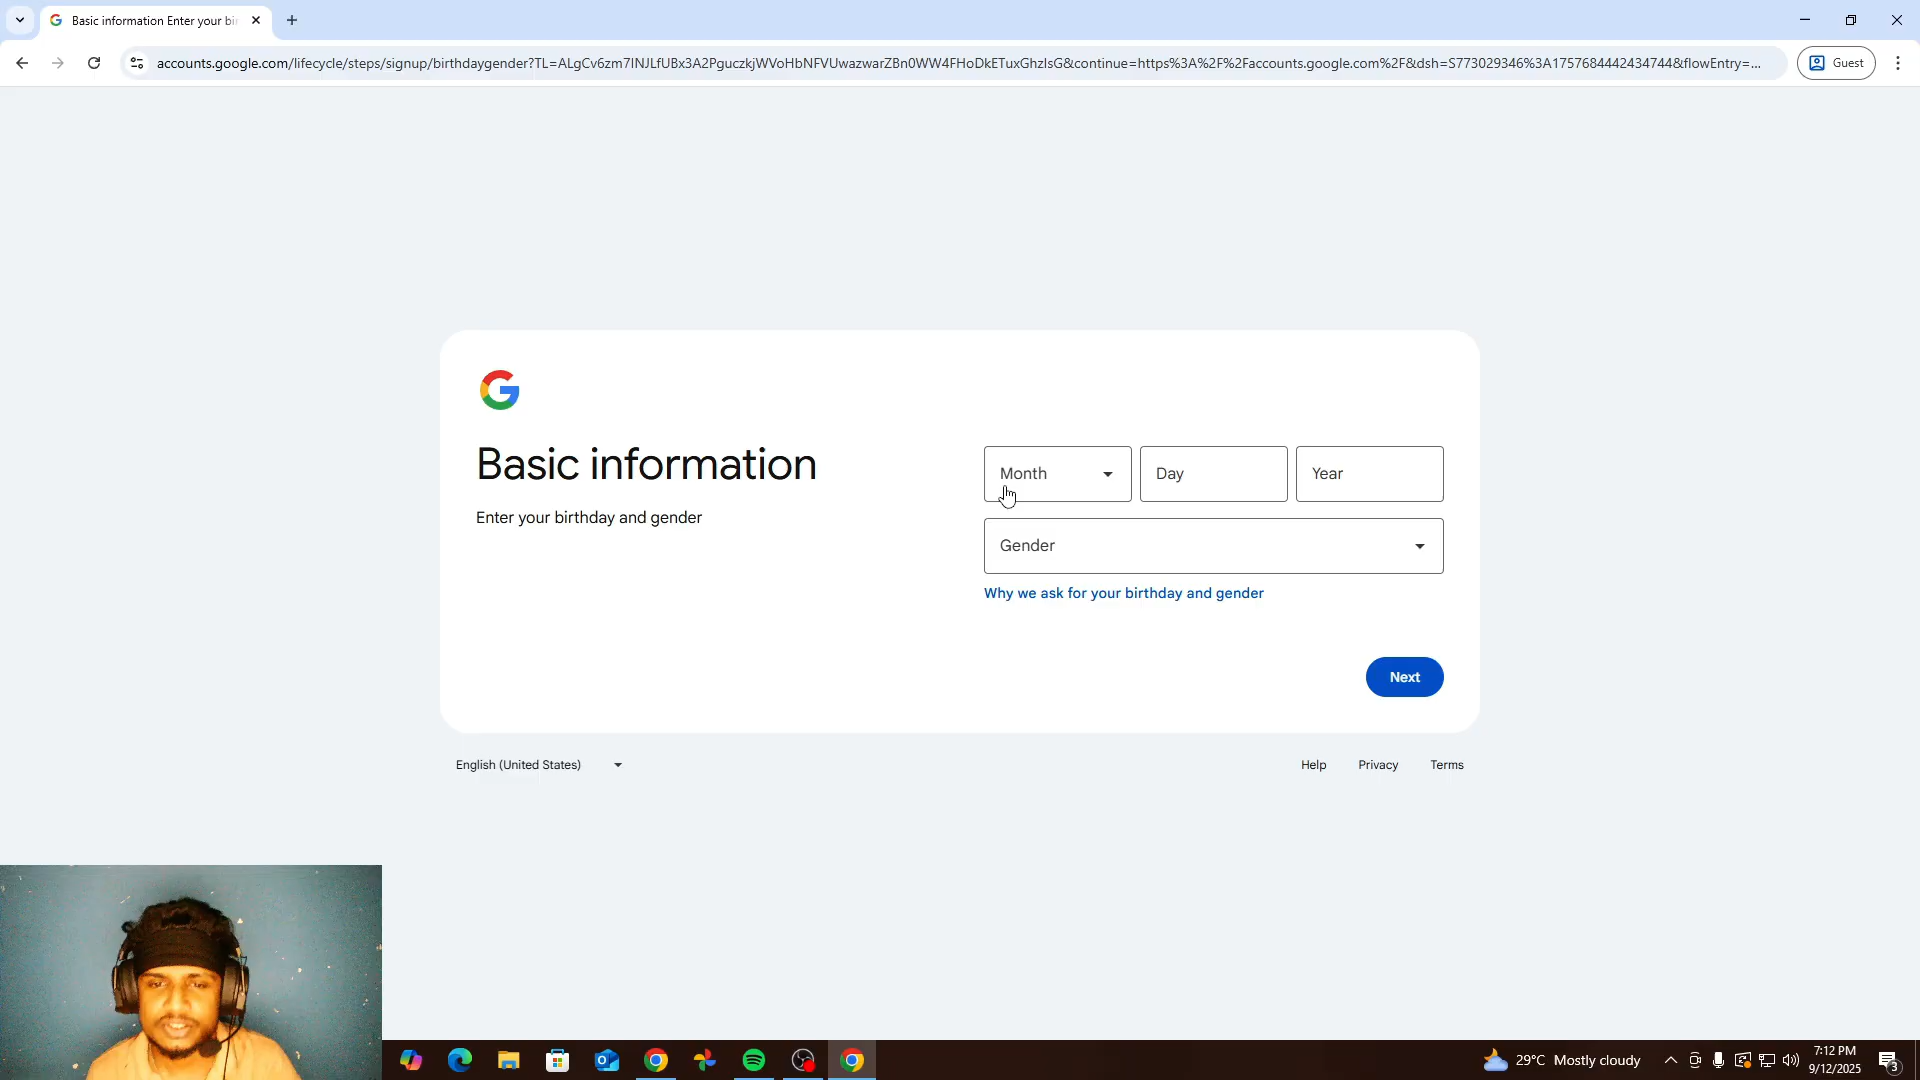 Basic information Enter your bi
accounts.google.com/lifecycle/steps/signup/birthdaygender?TL=ALgCv6zm7INJLfUBx3A2PguczkjWVoHbNFVUwazwarZBn0WW4FHoDkETuxGhzIsG&continue=https%3A%2F%2Faccounts.google.com%2F&dsh=S773029346%3A1757684442434744&flowEntry=...
Guest
Basic information
Enter your birthday and gender
Month
Day
Year
Gender
Why we ask for your birthday and gender
Next
English (United States)
Help
Privacy
Terms
29°C Mostly cloudy
7:12 PM
9/12/2025
3